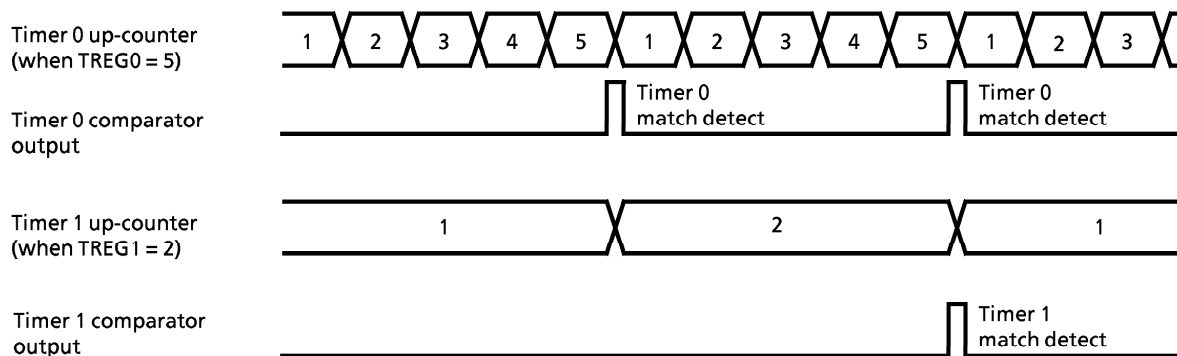 Timer 0 up-counter
(when TREG0 = 5)
1 2 3 4 5 1 2 3 4 5 1 2 3
Timer 0 comparator
output
Timer 0
match detect
Timer 0
match detect
Timer 1 up-counter
(when TREG1 = 2)
1 2 1
Timer 1 comparator
output
Timer 1
match detect